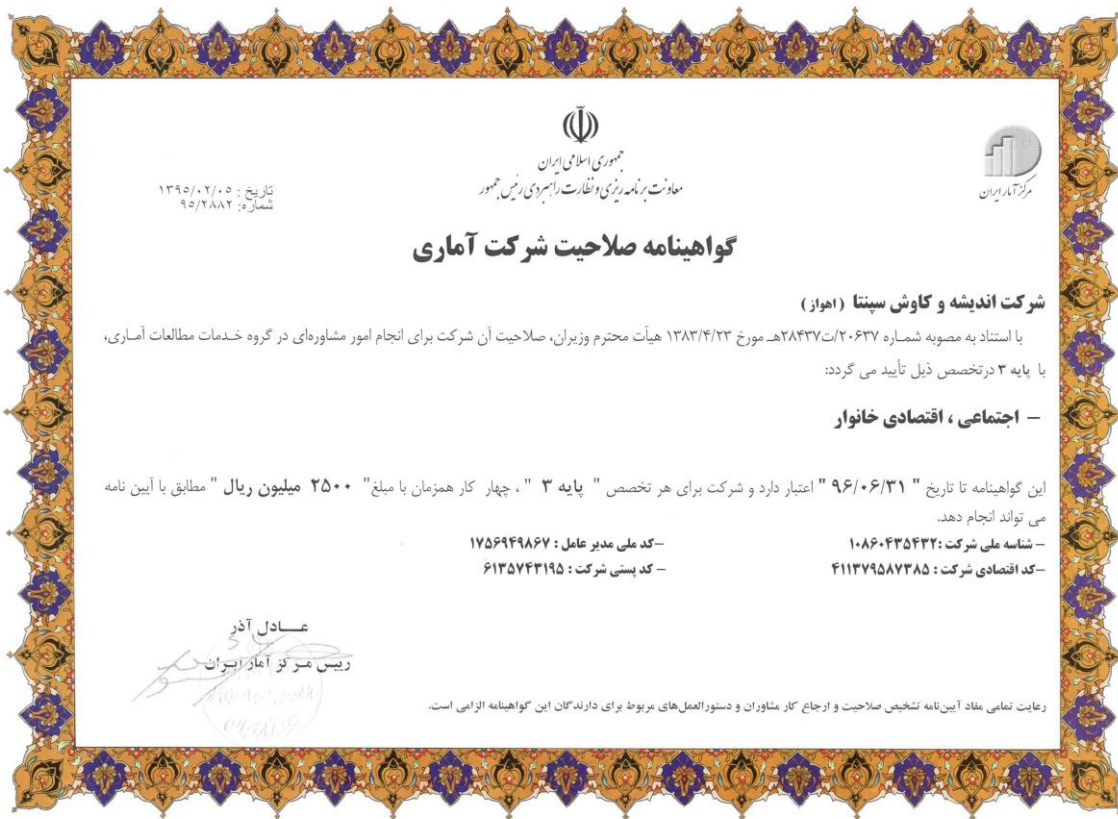 جمهوری اسلامی ایران
معاونت برنامه ریزی و نظارت راهبردی رئیس جمهور
مرکز آمار ایران
تاریخ : ۱۳۹۵/۰۲/۰۵
شماره: ۹۵/۲۸۸۲
گواهینامه صلاحیت شرکت آماری
شرکت اندیشه و کاوش سپنتا (اهواز)
با استناد به مصوبه شماره ۲۰۶۳۷/ت۲۸۴۳۷هـ مورخ ۱۳۸۳/۴/۲۳ هیأت محترم وزیران، صلاحیت آن شرکت برای انجام امور مشاوره‌ای در گروه خدمات مطالعات آماری،
با پایه ۳ درتخصص ذیل تأیید می گردد:
– اجتماعی ، اقتصادی خانوار
این گواهینامه تا تاریخ " ۹۶/۰۶/۳۱ " اعتبار دارد و شرکت برای هر تخصص " پایه ۳ " ، چهار کار همزمان با مبلغ" ۲۵۰۰ میلیون ریال " مطابق با آیین نامه
می تواند انجام دهد.
– شناسه ملی شرکت :۱۰۸۶۰۴۳۵۴۳۲ –کد ملی مدیر عامل : ۱۷۵۶۹۴۹۸۶۷
–کد اقتصادی شرکت : ۴۱۱۳۷۹۵۸۷۳۸۵ – کد پستی شرکت : ۶۱۳۵۷۴۳۱۹۵
عـــادل آذر
رییس مرکز آمار ایران
رعایت تمامی مفاد آیین‌نامه تشخیص صلاحیت و ارجاع کار مشاوران و دستورالعمل‌های مربوط برای دارندگان این گواهینامه الزامی است.